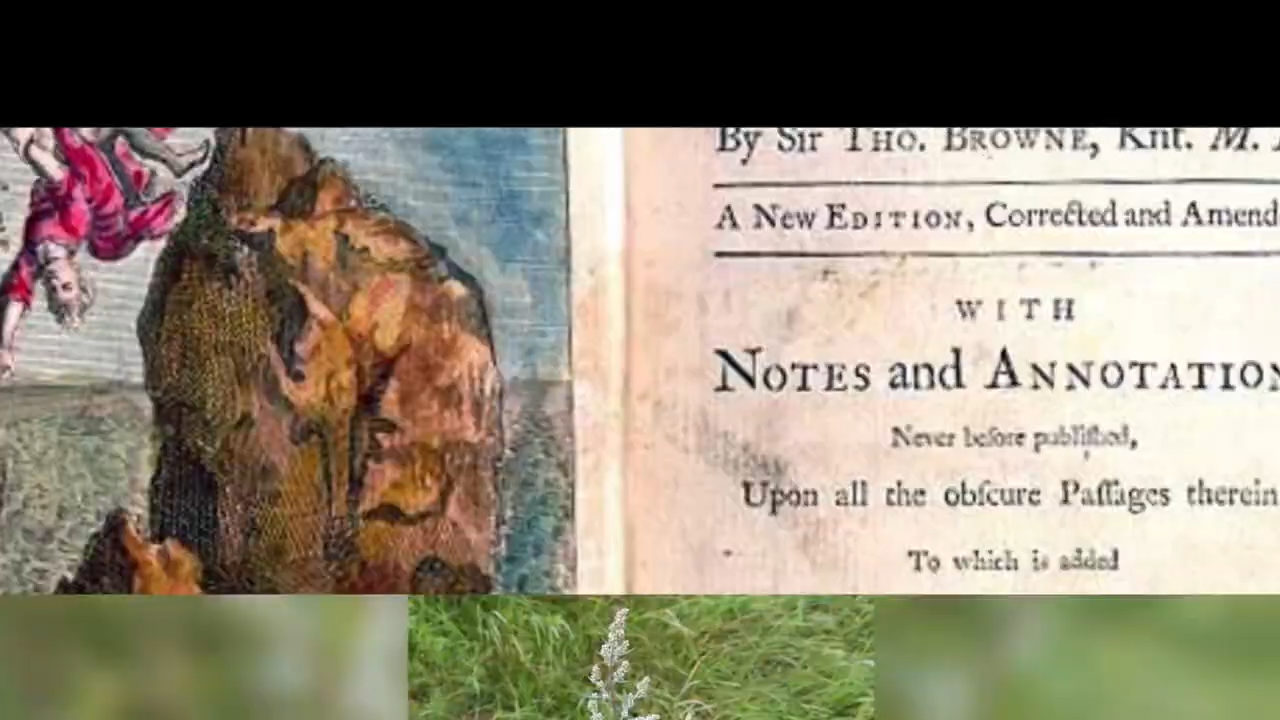 By Sir THO. BROWNE, Knt. M.
A New EDITION, Corrected and Amend
WITH
NOTES and ANNOTATION
Never before publiſhed,
Upon all the obſcure Paſſages therein
To which is added